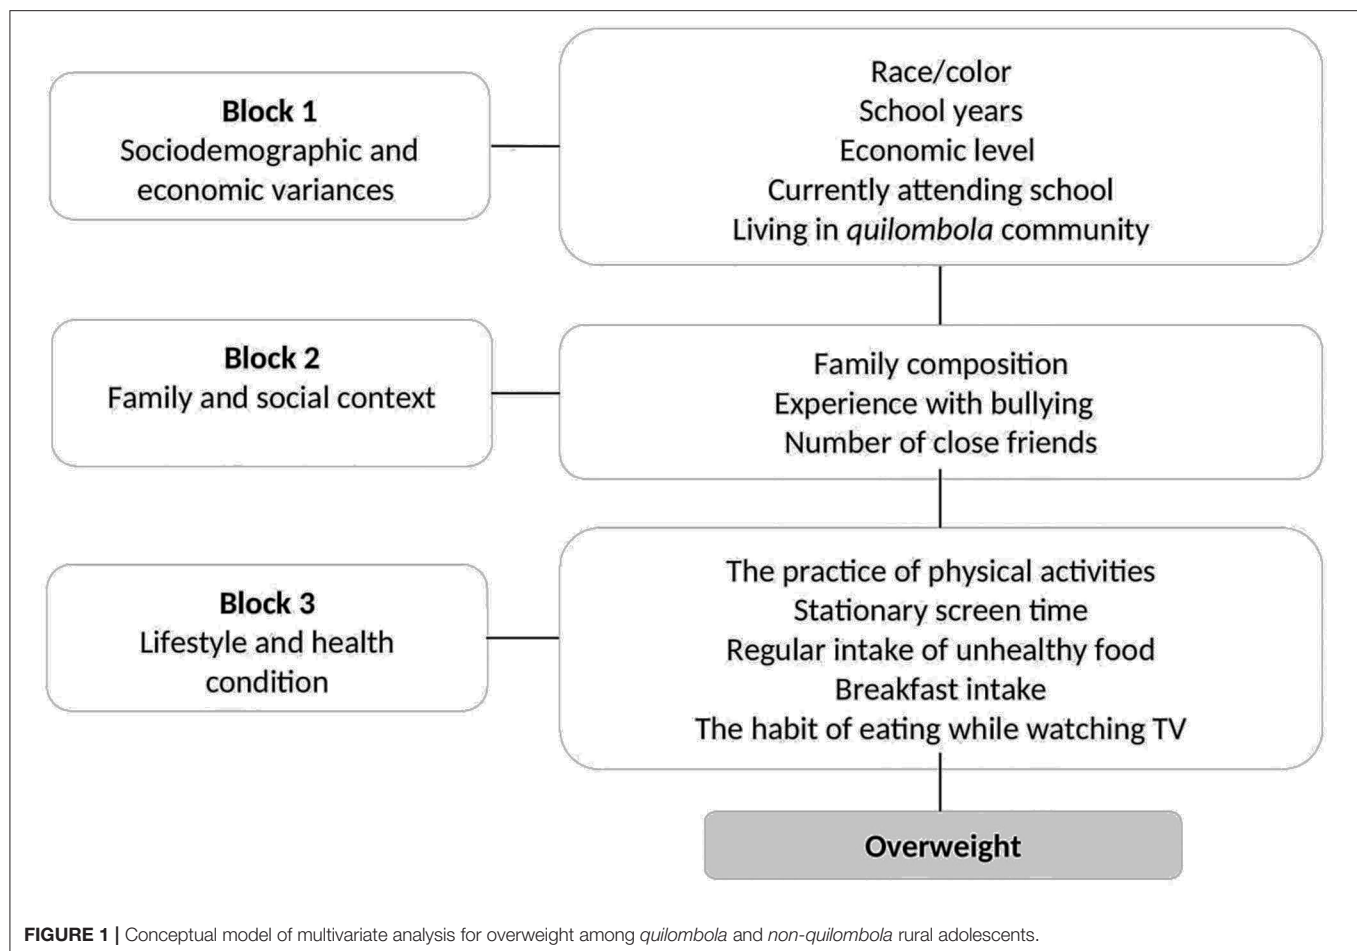 Block 1
Sociodemographic and
economic variances
Race/color
School years
Economic level
Currently attending school
Living in quilombola community
Block 2
Family and social context
Family composition
Experience with bullying
Number of close friends
Block 3
Lifestyle and health
condition
The practice of physical activities
Stationary screen time
Regular intake of unhealthy food
Breakfast intake
The habit of eating while watching TV
Overweight
FIGURE 1 | Conceptual model of multivariate analysis for overweight among quilombola and non-quilombola rural adolescents.